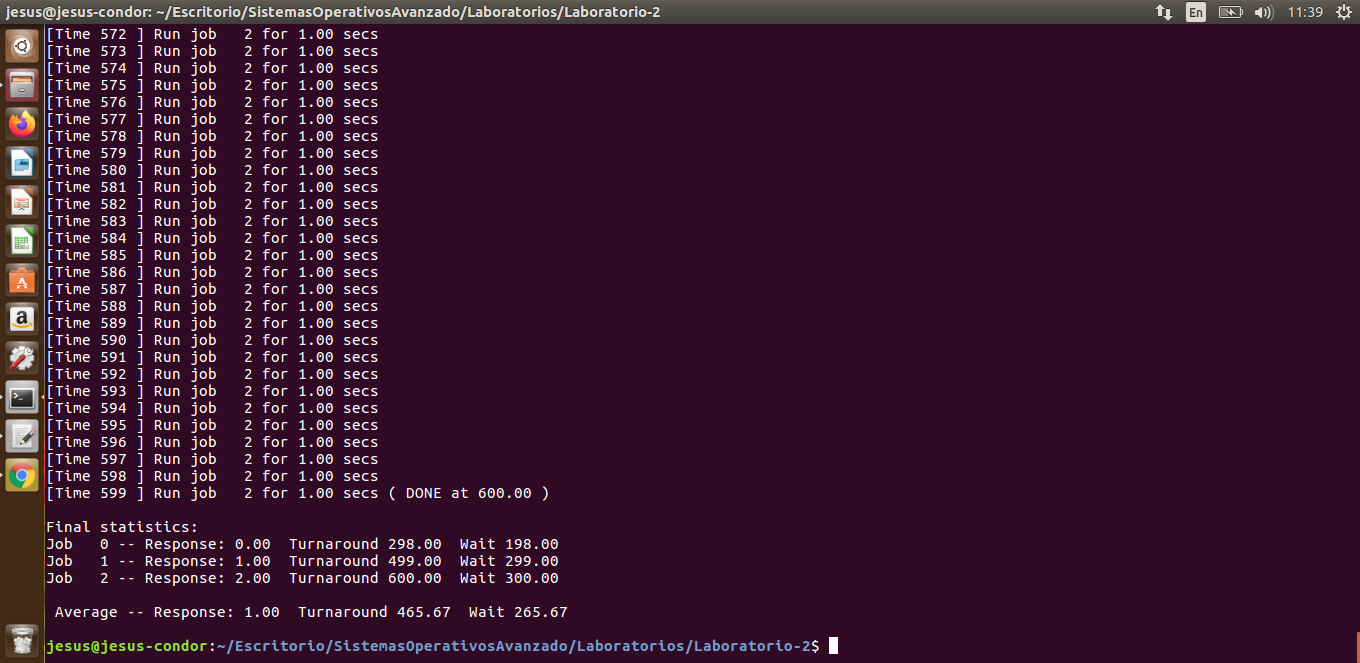 jesus@jesus-condor: ~/Escritorio/SistemasOperativosAvanzado/Laboratorios/Laboratorio-2
En
11:39
[Time 572 ] Run job   2 for 1.00 secs
[Time 573 ] Run job   2 for 1.00 secs
[Time 574 ] Run job   2 for 1.00 secs
[Time 575 ] Run job   2 for 1.00 secs
[Time 576 ] Run job   2 for 1.00 secs
[Time 577 ] Run job   2 for 1.00 secs
[Time 578 ] Run job   2 for 1.00 secs
[Time 579 ] Run job   2 for 1.00 secs
[Time 580 ] Run job   2 for 1.00 secs
[Time 581 ] Run job   2 for 1.00 secs
[Time 582 ] Run job   2 for 1.00 secs
[Time 583 ] Run job   2 for 1.00 secs
[Time 584 ] Run job   2 for 1.00 secs
[Time 585 ] Run job   2 for 1.00 secs
[Time 586 ] Run job   2 for 1.00 secs
[Time 587 ] Run job   2 for 1.00 secs
[Time 588 ] Run job   2 for 1.00 secs
[Time 589 ] Run job   2 for 1.00 secs
[Time 590 ] Run job   2 for 1.00 secs
[Time 591 ] Run job   2 for 1.00 secs
[Time 592 ] Run job   2 for 1.00 secs
[Time 593 ] Run job   2 for 1.00 secs
[Time 594 ] Run job   2 for 1.00 secs
[Time 595 ] Run job   2 for 1.00 secs
[Time 596 ] Run job   2 for 1.00 secs
[Time 597 ] Run job   2 for 1.00 secs
[Time 598 ] Run job   2 for 1.00 secs
[Time 599 ] Run job   2 for 1.00 secs ( DONE at 600.00 )
Final statistics:
Job   0 -- Response: 0.00  Turnaround 298.00  Wait 198.00
Job   1 -- Response: 1.00  Turnaround 499.00  Wait 299.00
Job   2 -- Response: 2.00  Turnaround 600.00  Wait 300.00
Average -- Response: 1.00  Turnaround 465.67  Wait 265.67
jesus@jesus-condor:~/Escritorio/SistemasOperativosAvanzado/Laboratorios/Laboratorio-2$